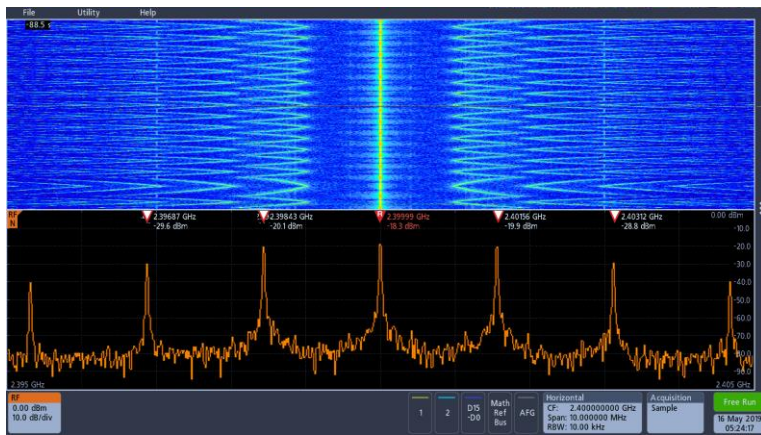 File Utility Help
-88.5 s
RF
N
2.39687 GHz
-29.6 dBm
2.39843 GHz
-20.1 dBm
R
2.39999 GHz
-18.3 dBm
2.40156 GHz
-19.9 dBm
2.40312 GHz
-28.8 dBm
0.00 dBm
-10.0
-20.0
-30.0
-40.0
-50.0
-60.0
-70.0
-90.0
2.395 GHz
2.405 GHz
RF
0.00 dBm
10.0 dB/div
1
2
D15
-D0
Math
Ref
Bus
AFG
Horizontal
CF: 2.400000000 GHz
Span: 10.000000 MHz
RBW: 10.00 kHz
Acquisition
Sample
Free Run
16 May 2019
05:24:17